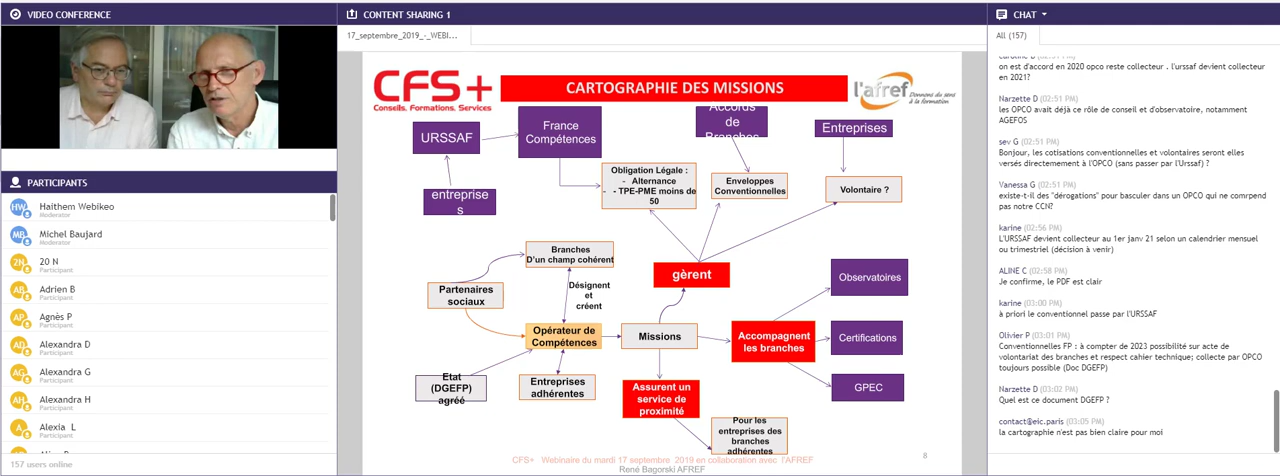 VIDEO CONFERENCE
PARTICIPANTS
HW
Haithem Webikeo
Moderator
MB
Michel Baujard
Moderator
2N
20 N
Participant
AB
Adrien B
Participant
AP
Agnès P
Participant
AD
Alexandra D
Participant
AG
Alexandra G
Participant
AH
Alexandra H
Participant
A
Alexia L
Participant
157 users online
CONTENT SHARING 1
17_septembre_2019_-_WEBI...
CFS+
Conseils. Formations. Services
CARTOGRAPHIE DES MISSIONS
l'afref
Donnons du sens
à la formation
URSSAF
France
Compétences
Accords
de
Branches
Entreprises
entreprise
s
Obligation Légale :
- Alternance
- - TPE-PME moins de
50
Enveloppes
Conventionnelles
Volontaire ?
Branches
D'un champ cohérent
gèrent
Observatoires
Partenaires
sociaux
Désignent
et
créent
Opérateur de
Compétences
Missions
Accompagnent
les branches
Certifications
Etat
(DGEFP)
agréé
Entreprises
adhérentes
Assurent un
service de
proximité
GPEC
Pour les
entreprises des
branches
adhérentes
CFS+ Webinaire du mardi 17 septembre 2019 en collaboration avec l'AFREF
René Bagorski AFREF
8
CHAT
All (157)
on est d'accord en 2020 opco reste collecteur . l'urssaf devient collecteur
en 2021?
Narzette D (02:51 PM)
les OPCO avait déjà ce rôle de conseil et d'observatoire, notamment
AGEFOS
sev G (02:51 PM)
Bonjour, les cotisations conventionnelles et volontaires seront elles
versés directement à l'OPCO (sans passer par l'Urssaf) ?
Vanessa G (02:51 PM)
existe-t-il des "dérogations" pour basculer dans un OPCO qui ne comrpend
pas notre CCN?
karine (02:56 PM)
L'URSSAF devient collecteur au 1er janv 21 selon un calendrier mensuel
ou trimestriel (décision à venir)
ALINE C (02:58 PM)
Je confirme, le PDF est clair
karine (03:00 PM)
à priori le conventionnel passe par l'URSSAF
Olivier P (03:01 PM)
Conventionnelles FP : à compter de 2023 possibilité sur acte de
volontariat des branches et respect cahier technique; collecte par OPCO
toujours possible (Doc DGEFP)
Narzette D (03:02 PM)
Quel est ce document DGEFP ?
contact@eic.paris (03:05 PM)
la cartographie n'est pas bien claire pour moi